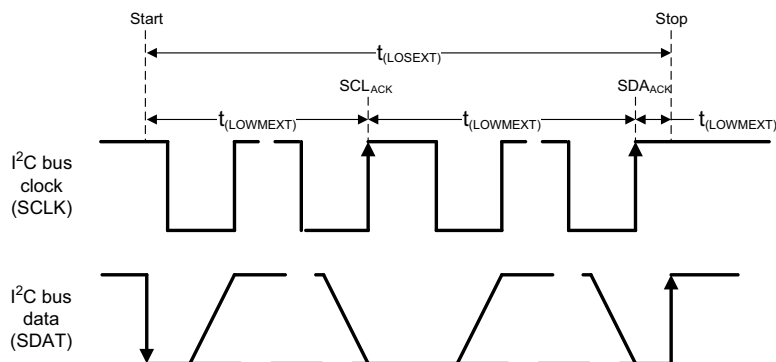 Start Stop
t(LOSEXT)
SCLACK SDAACK
t(LOWMEXT) t(LOWMEXT) t(LOWMEXT)
I2C bus
clock
(SCLK)
I2C bus
data
(SDAT)